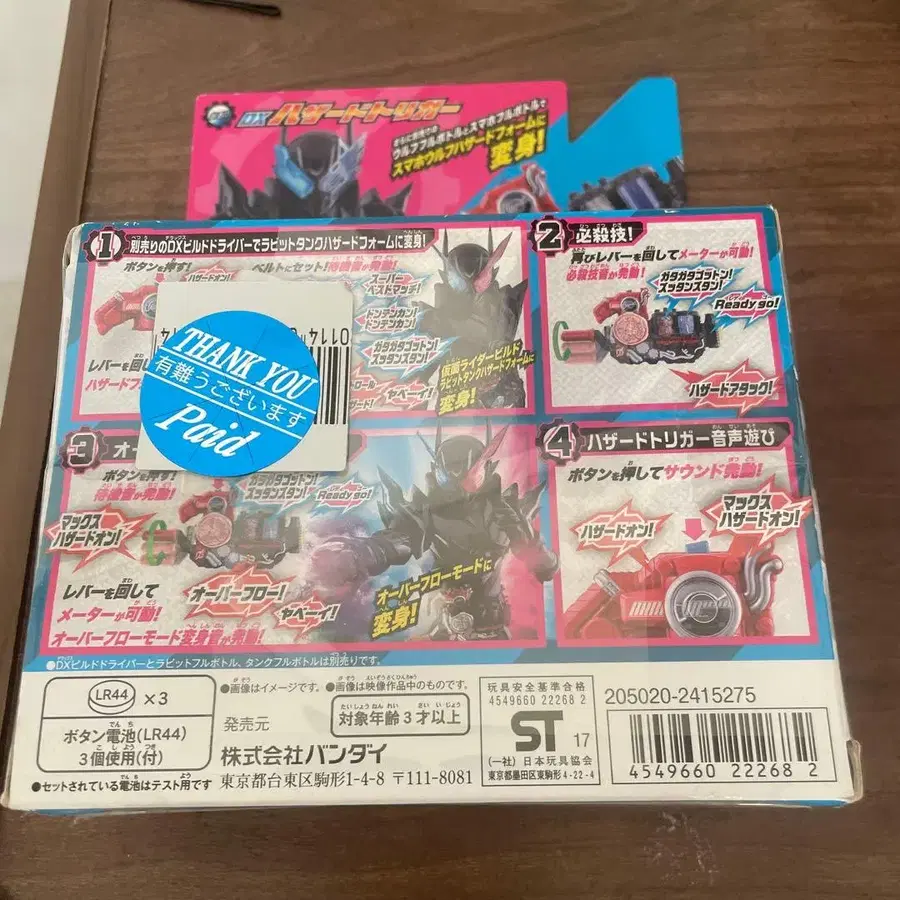 DX ハザードトリガー
さらに別売りの
ウルフフルボトルとスマホフルボトルで
スマホウルフハザードフォームに
変身!
1 別売りのDXビルドドライバーでラビットタンクハザードフォームに変身!
ボタンを押す!
ベルトにセット!待機音が発動!
スーパー
ベストマッチ!
ドンテンカン!
ドンテンカン!
ガタガタゴットン!
ズッタンズタン!
レバーを回し
ハザードフ
ヤベーイ!
仮面ライダービルド
ラビットタンクハザードフォームに
変身!
0114
14
THANK YOU
有難うございます
Paid
2 必殺技!
再びレバーを回してメーターが可動!
必殺技音が発動!
ガタガタゴットン!
ズッタンズタン!
Ready go!
ハザードアタック!
3 オー
ボタンを押す!
待機音が発動!
マックス
ハザードオン!
ガタガタゴットン!
ズッタンズタン!
Ready go!
レバーを回して
メーターが可動!
オーバーフローモード変身音が発動!
オーバーフロー!
ヤベーイ!
オーバーフローモードに
変身!
4 ハザードトリガー音声遊び
ボタンを押してサウンド発動!
ハザードオン!
マックス
ハザードオン!
●DXビルドドライバーとラビットフルボトル、タンクフルボトルは別売りです。
LR44 ×3
ボタン電池(LR44)
3個使用(付)
●セットされている電池はテスト用です
●画像はイメージです。 ●画像は映像作品中のものです。
発売元
対象年齢3才以上
株式会社バンダイ
東京都台東区駒形1-4-8 〒111-8081
玩具安全基準合格
4549660 22268 2
ST 17
(一社)日本玩具協会
東京都墨田区東駒形4-22-4
205020-2415275
4549660 22268 2